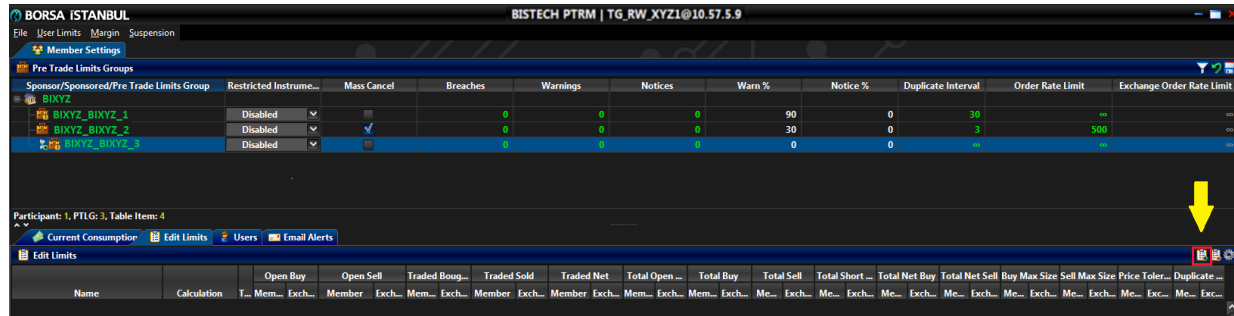 BORSA İSTANBUL BISTECH PTRM | TG_RW_XYZ1@10.57.5.9
File User Limits Margin Suspension
Member Settings
Pre Trade Limits Groups
Sponsor/Sponsored/Pre Trade Limits Group Restricted Instrume... Mass Cancel Breaches Warnings Notices Warn % Notice % Duplicate Interval Order Rate Limit Exchange Order Rate Limit
BIXYZ
BIXYZ_BIXYZ_1 Disabled 0 0 0 90 0 30 ∞ ∞
BIXYZ_BIXYZ_2 Disabled 0 0 0 30 0 3 500 ∞
BIXYZ_BIXYZ_3 Disabled 0 0 0 0 0 ∞ ∞ ∞
Participant: 1, PTLG: 3, Table Item: 4
Current Consumption Edit Limits Users Email Alerts
Edit Limits
Open Buy Open Sell Traded Boug... Traded Sold Traded Net Total Open ... Total Buy Total Sell Total Short ... Total Net Buy Total Net Sell Buy Max Size Sell Max Size Price Toler... Duplicate ...
Name Calculation T... Mem... Exch... Member Exch... Mem... Exch... Member Exch... Member Exch... Mem... Exch... Mem... Exch... Me... Exch... Me... Exch... Me... Exch... Me... Exch... Me... Exch... Me... Exch... Me... Exc... Me... Exc...